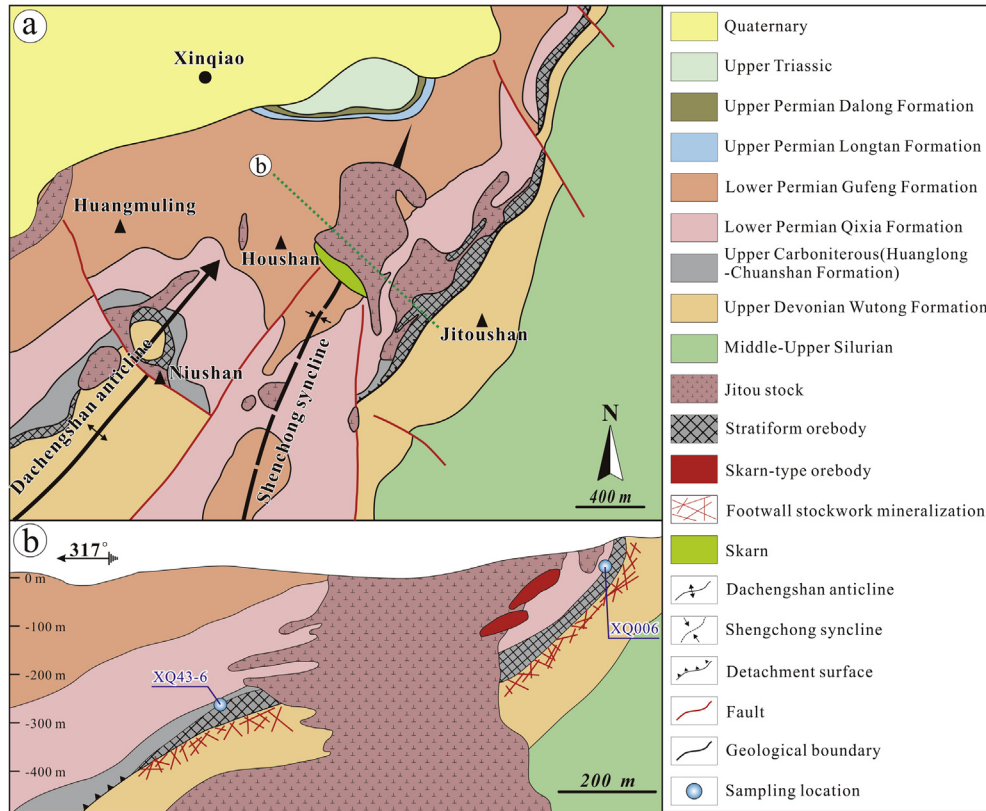 a
Xinqiao
b
Huangmuling
Houshan
Jitoushan
Niushan
Dachengshan anticline
Shenchong syncline
N
400 m
b
317°
0 m
-100 m
-200 m
-300 m
-400 m
XQ43-6
XQ006
200 m
Quaternary
Upper Triassic
Upper Permian Dalong Formation
Upper Permian Longtan Formation
Lower Permian Gufeng Formation
Lower Permian Qixia Formation
Upper Carboniterous(Huanglong
-Chuanshan Formation)
Upper Devonian Wutong Formation
Middle-Upper Silurian
Jitou stock
Stratiform orebody
Skarn-type orebody
Footwall stockwork mineralization
Skarn
Dachengshan anticline
Shengchong syncline
Detachment surface
Fault
Geological boundary
Sampling location